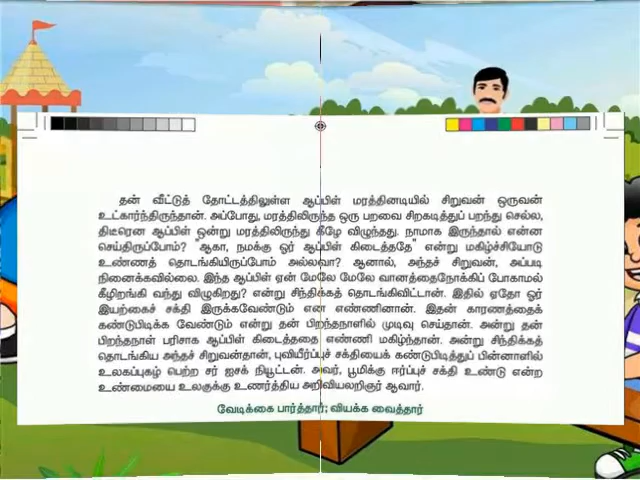 தன் வீட்டுத் தோட்டத்திலுள்ள ஆப்பிள் மரத்தினடியில் சிறுவன் ஒருவன்
உட்கார்ந்திருந்தான். அப்போது, மரத்திலிருந்த ஒரு பறவை சிறகடித்துப் பறந்து செல்ல,
திடீரென ஆப்பிள் ஒன்று மரத்திலிருந்து கீழே விழுந்தது. நாமாக இருந்தால் என்ன
செய்திருப்போம்? "ஆகா, நமக்கு ஓர் ஆப்பிள் கிடைத்ததே" என்று மகிழ்ச்சியோடு
உண்ணத் தொடங்கியிருப்போம் அல்லவா? ஆனால், அந்தச் சிறுவன், அப்படி
நினைக்கவில்லை. இந்த ஆப்பிள் ஏன் மேலே மேலே வானத்தைநோக்கிப் போகாமல்
கீழிறங்கி வந்து விழுகிறது? என்று சிந்திக்கத் தொடங்கிவிட்டான். இதில் ஏதோ ஓர்
இயற்கைச் சக்தி இருக்கவேண்டும் என எண்ணினான். இதன் காரணத்தைக்
கண்டுபிடிக்க வேண்டும் என்று தன் பிறந்தநாளில் முடிவு செய்தான். அன்று தன்
பிறந்தநாள் பரிசாக ஆப்பிள் கிடைத்ததை எண்ணி மகிழ்ந்தான். அன்று சிந்திக்கத்
தொடங்கிய அந்தச் சிறுவன்தான், புவியீர்ப்புச் சக்தியைக் கண்டுபிடித்துப் பின்னாளில்
உலகப்புகழ் பெற்ற சர் ஐசக் நியூட்டன். அவர், பூமிக்கு ஈர்ப்புச் சக்தி உண்டு என்ற
உண்மையை உலகுக்கு உணர்த்திய அறிவியலறிஞர் ஆவார்.
வேடிக்கை பார்த்தார்; வியக்க வைத்தார்